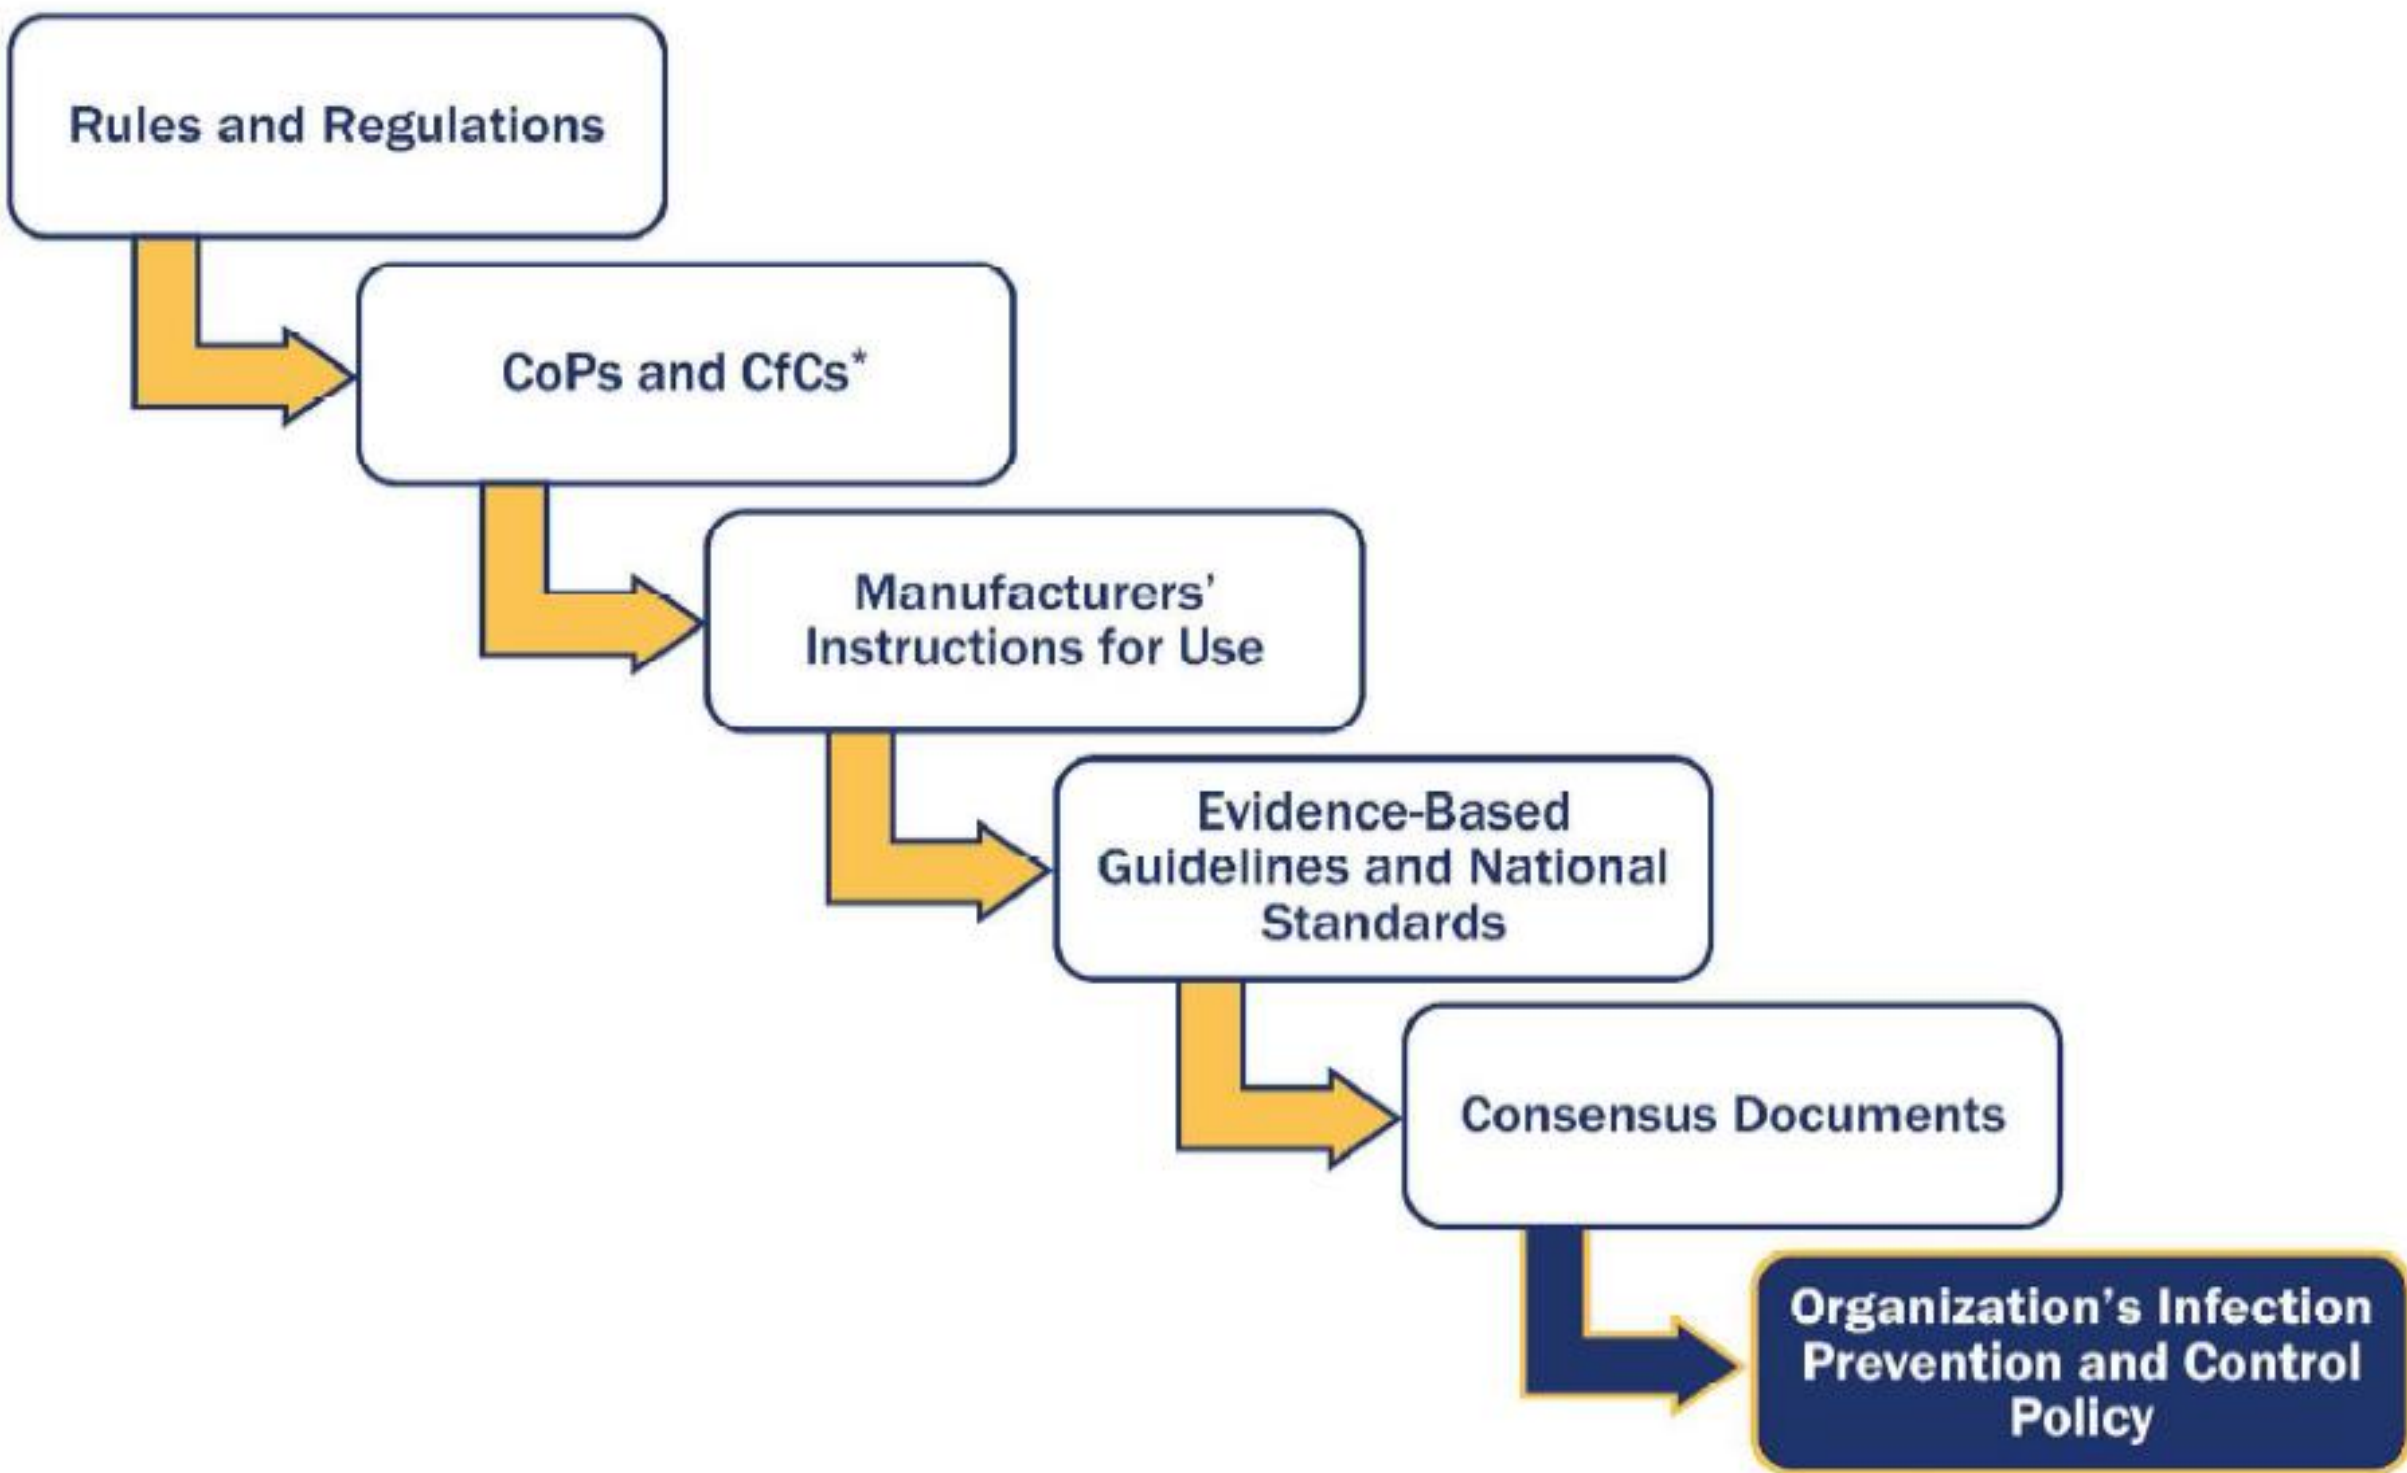 Rules and Regulations
CoPs and CfCs*
Manufacturers’
Instructions for Use
Evidence-Based
Guidelines and National
Standards
Consensus Documents
Organization’s Infection
Prevention and Control
Policy